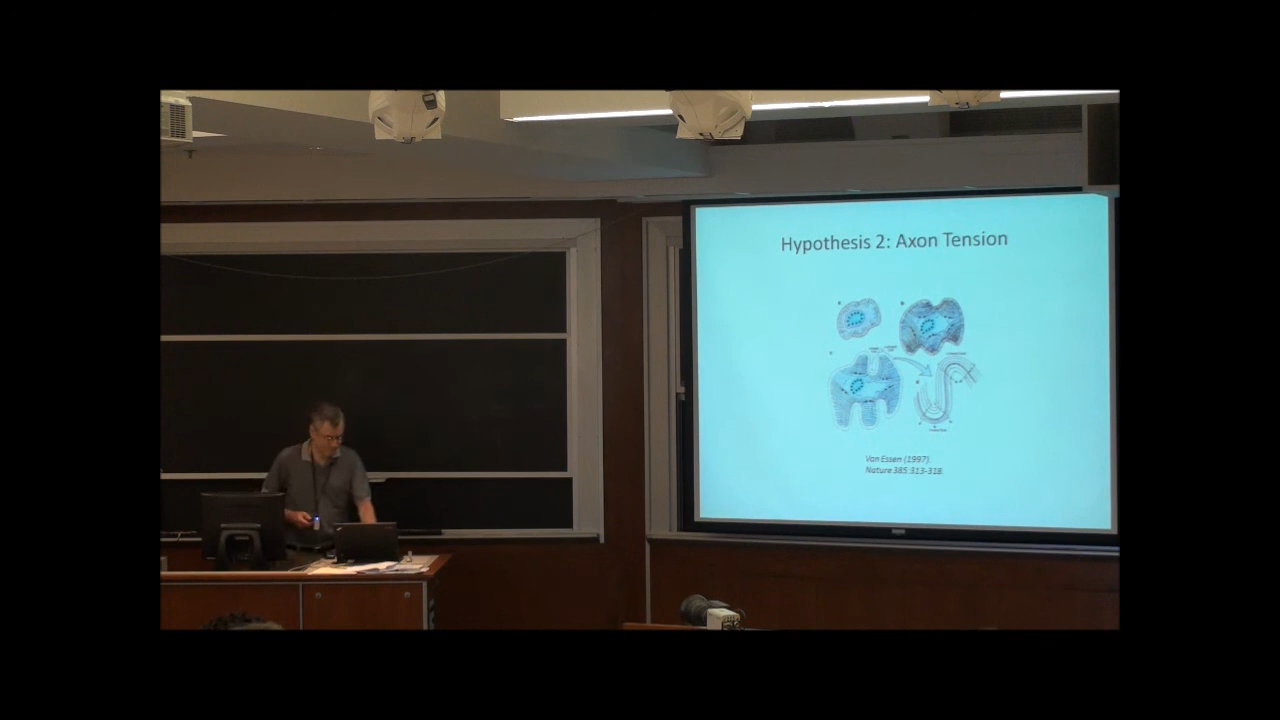 Hypothesis 2: Axon Tension
Van Essen (1997).
Nature 385:313-318.